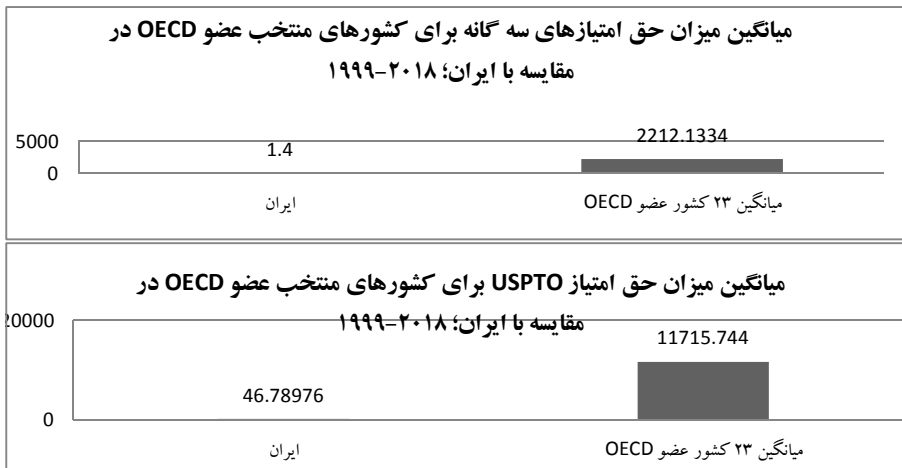 میانگین میزان حق امتیازهای سه گانه برای کشورهای منتخب عضو OECD در
مقایسه با ایران؛ ۲۰۱۸-۱۹۹۹
5000
0
1.4
2212.1334
ایران
میانگین ۲۳ کشور عضو OECD
میانگین میزان حق امتیاز USPTO برای کشورهای منتخب عضو OECD در
مقایسه با ایران؛ ۲۰۱۸-۱۹۹۹
20000
0
46.78976
11715.744
ایران
میانگین ۲۳ کشور عضو OECD